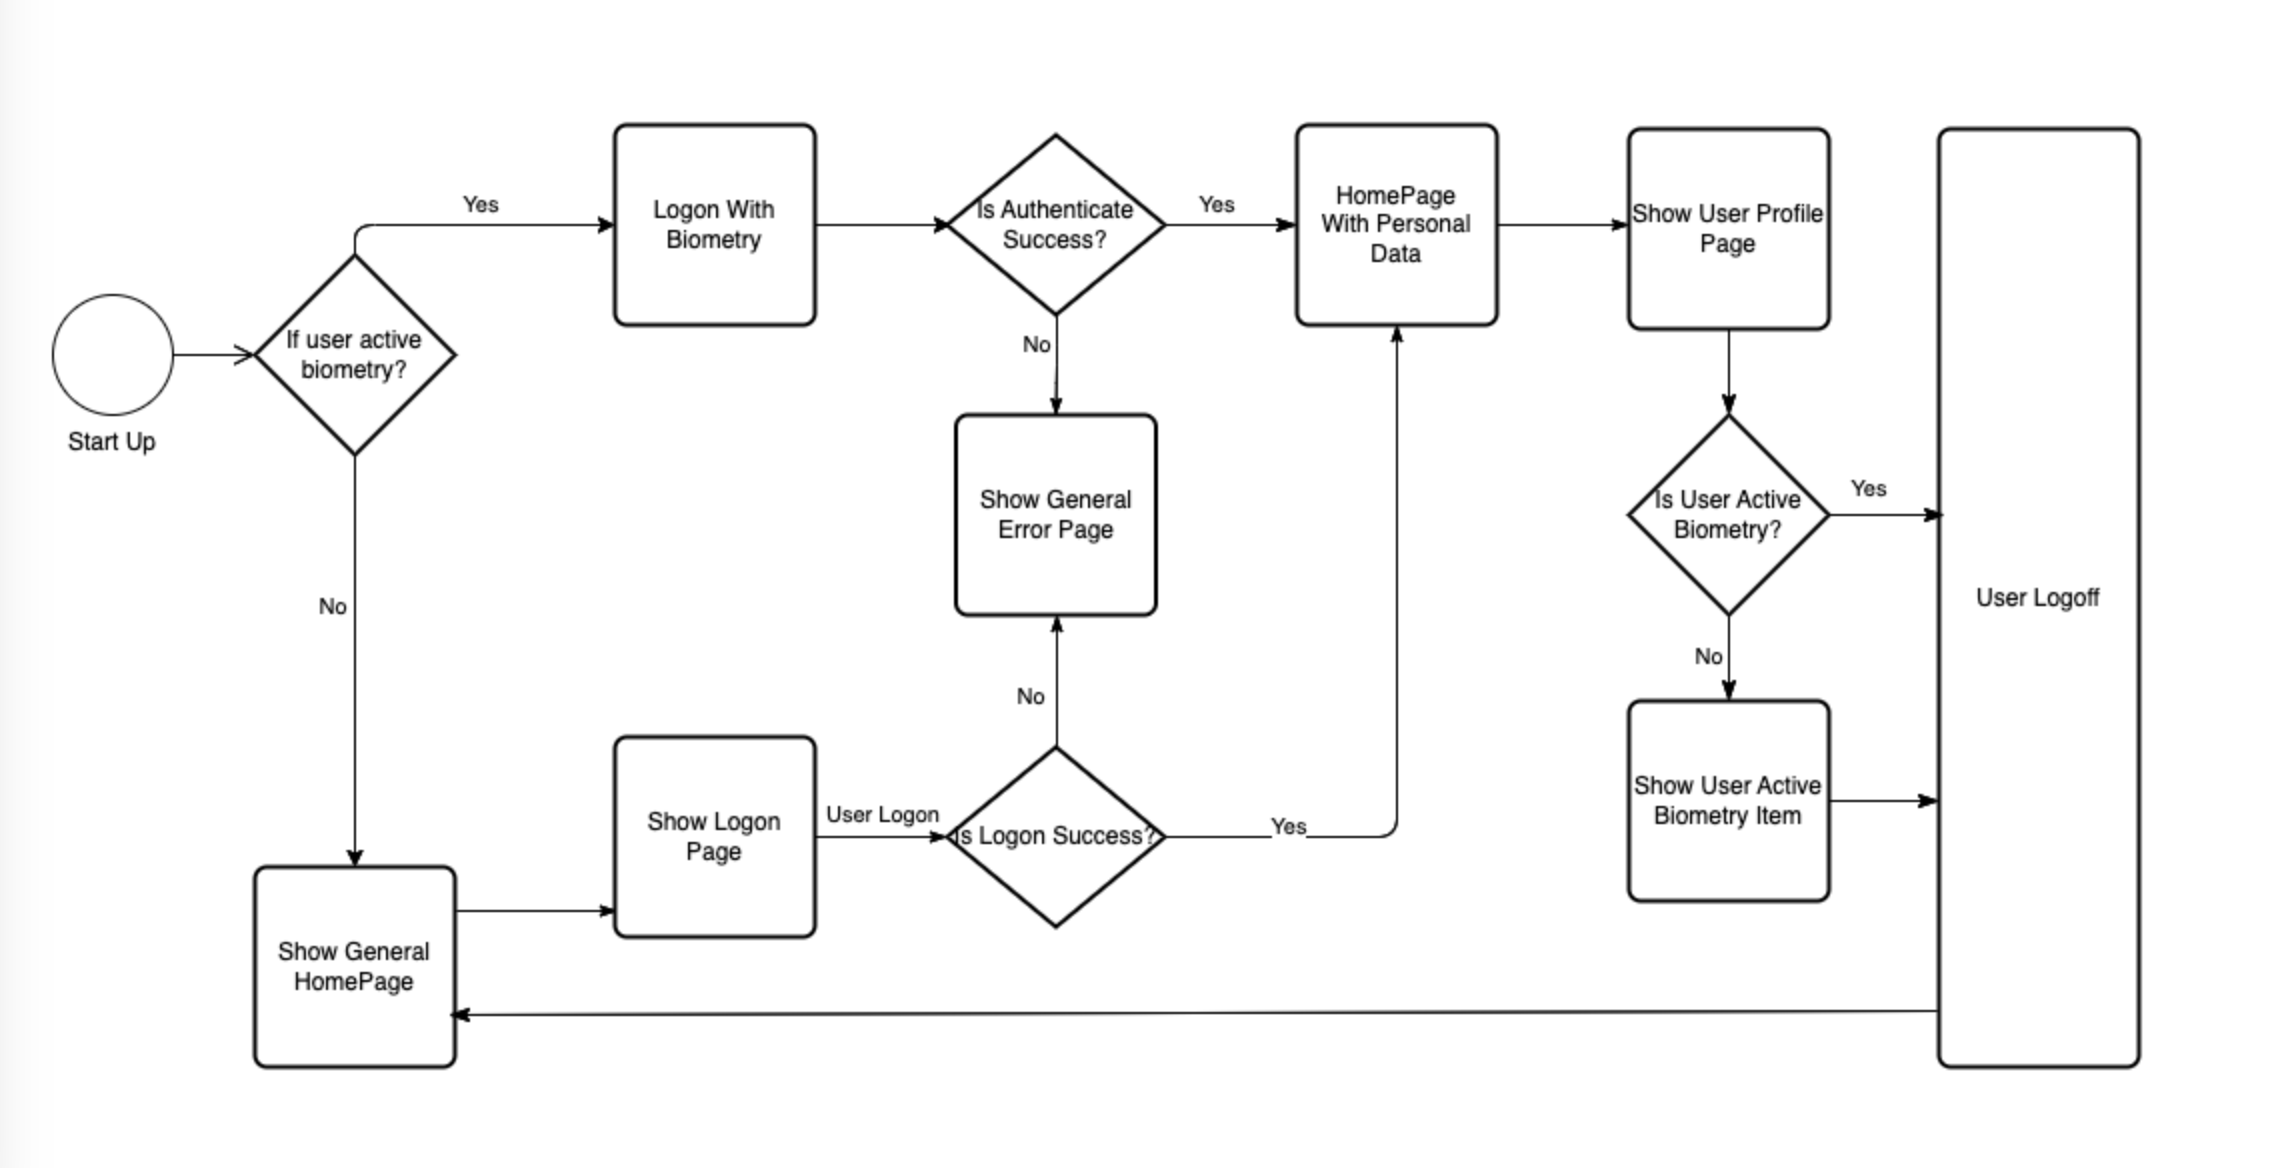 Yes
Logon With
Biometry
Is Authenticate
Success?
Yes
HomePage
With Personal
Data
Show User Profile
Page
If user active
biometry?
Start Up
No
Show General
Error Page
Is User Active
Biometry?
Yes
User Logoff
No
No
No
Show Logon
Page
User Logon
Is Logon Success?
Yes
Show User Active
Biometry Item
Show General
HomePage